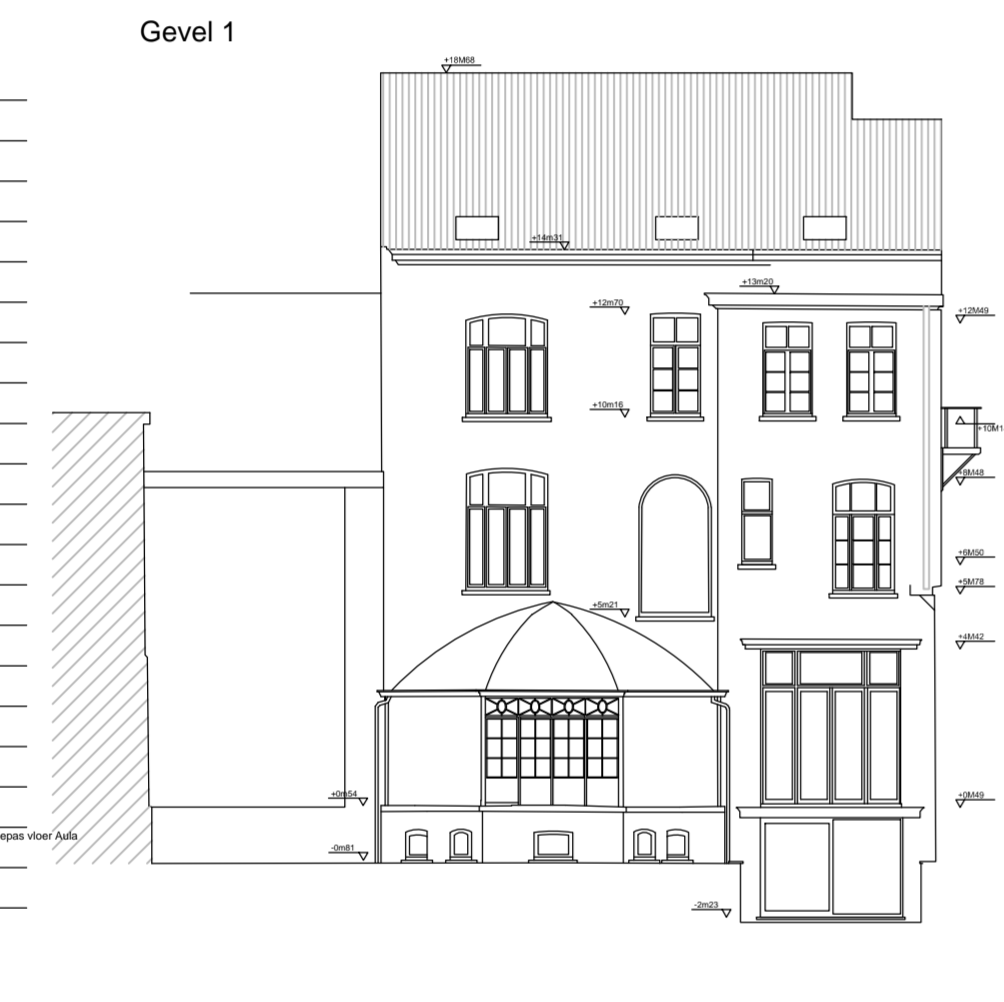 Gevel 1
+18M68
+14m31
+13m20
+12m70
+12M49
+10m16
+10M1
+8M48
+6M50
+5M78
+5m21
+4M42
+0m54
+0M49
epas vloer Aula
-0m81
-2m23